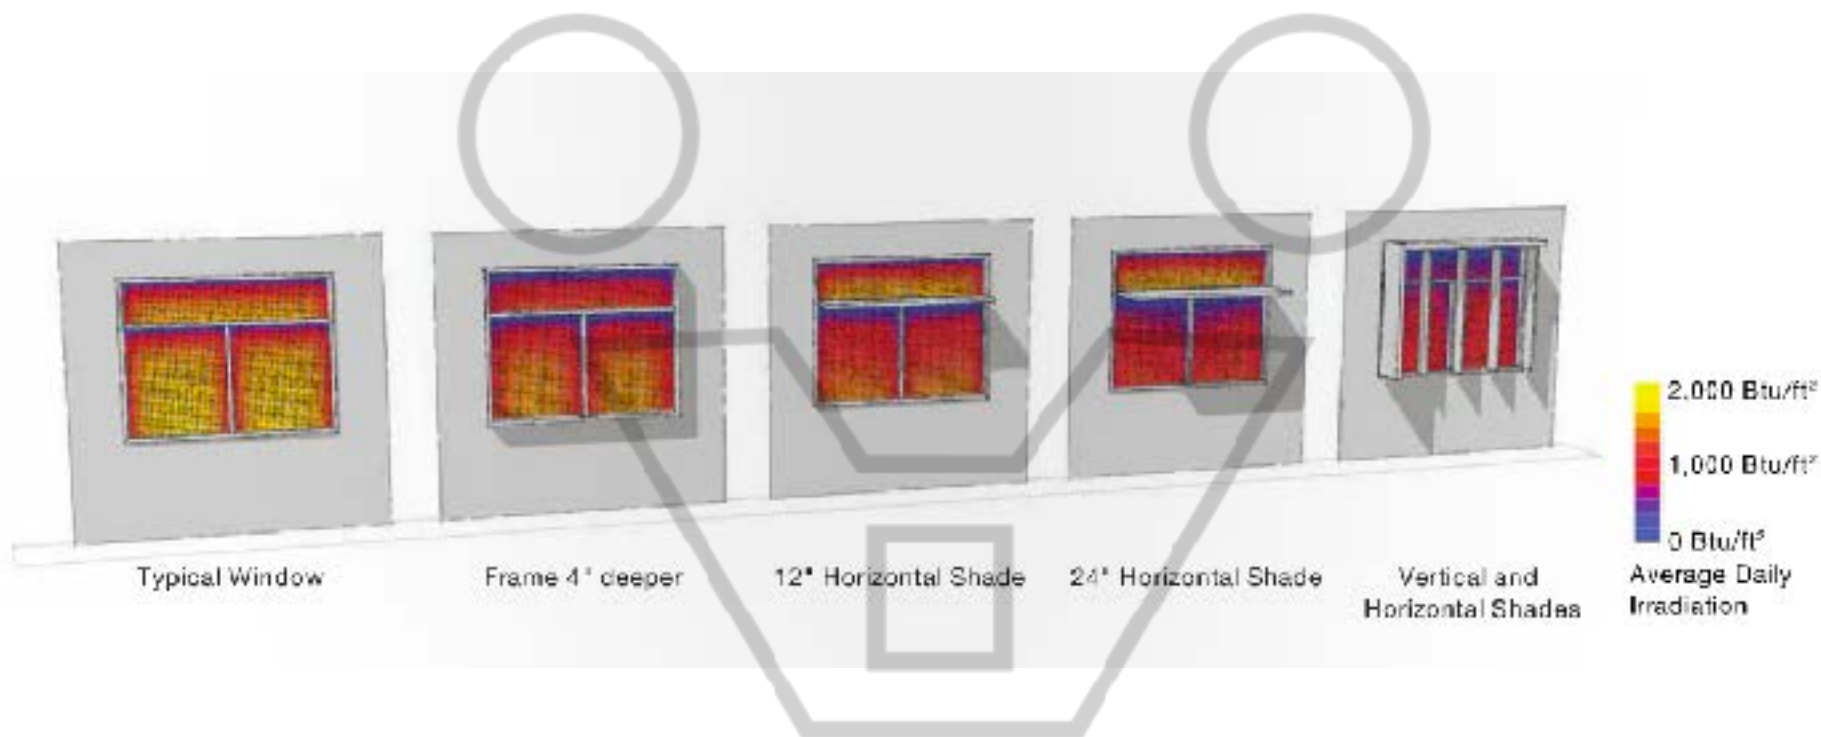 Typical Window
Frame 4" deeper
12" Horizontal Shade
24" Horizontal Shade
Vertical and
Horizontal Shades
2,000 Btu/ft²
1,000 Btu/ft²
0 Btu/ft²
Average Daily
Irradiation